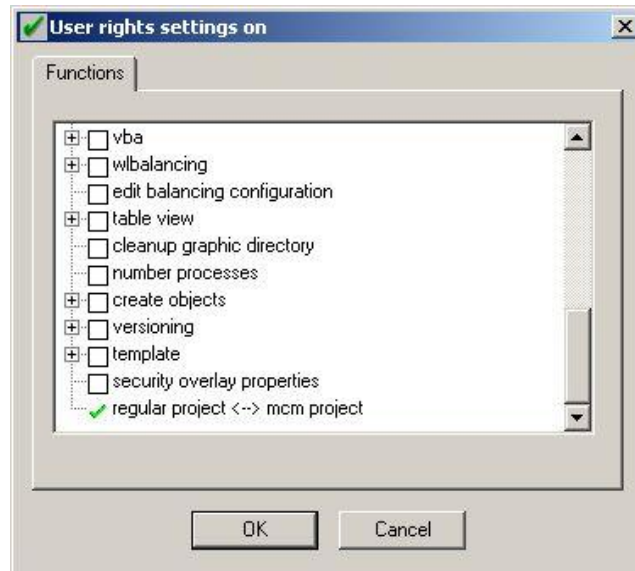 User rights settings on
Functions
vba
wlbalancing
edit balancing configuration
table view
cleanup graphic directory
number processes
create objects
versioning
template
security overlay properties
regular project <--> mcm project
OK
Cancel